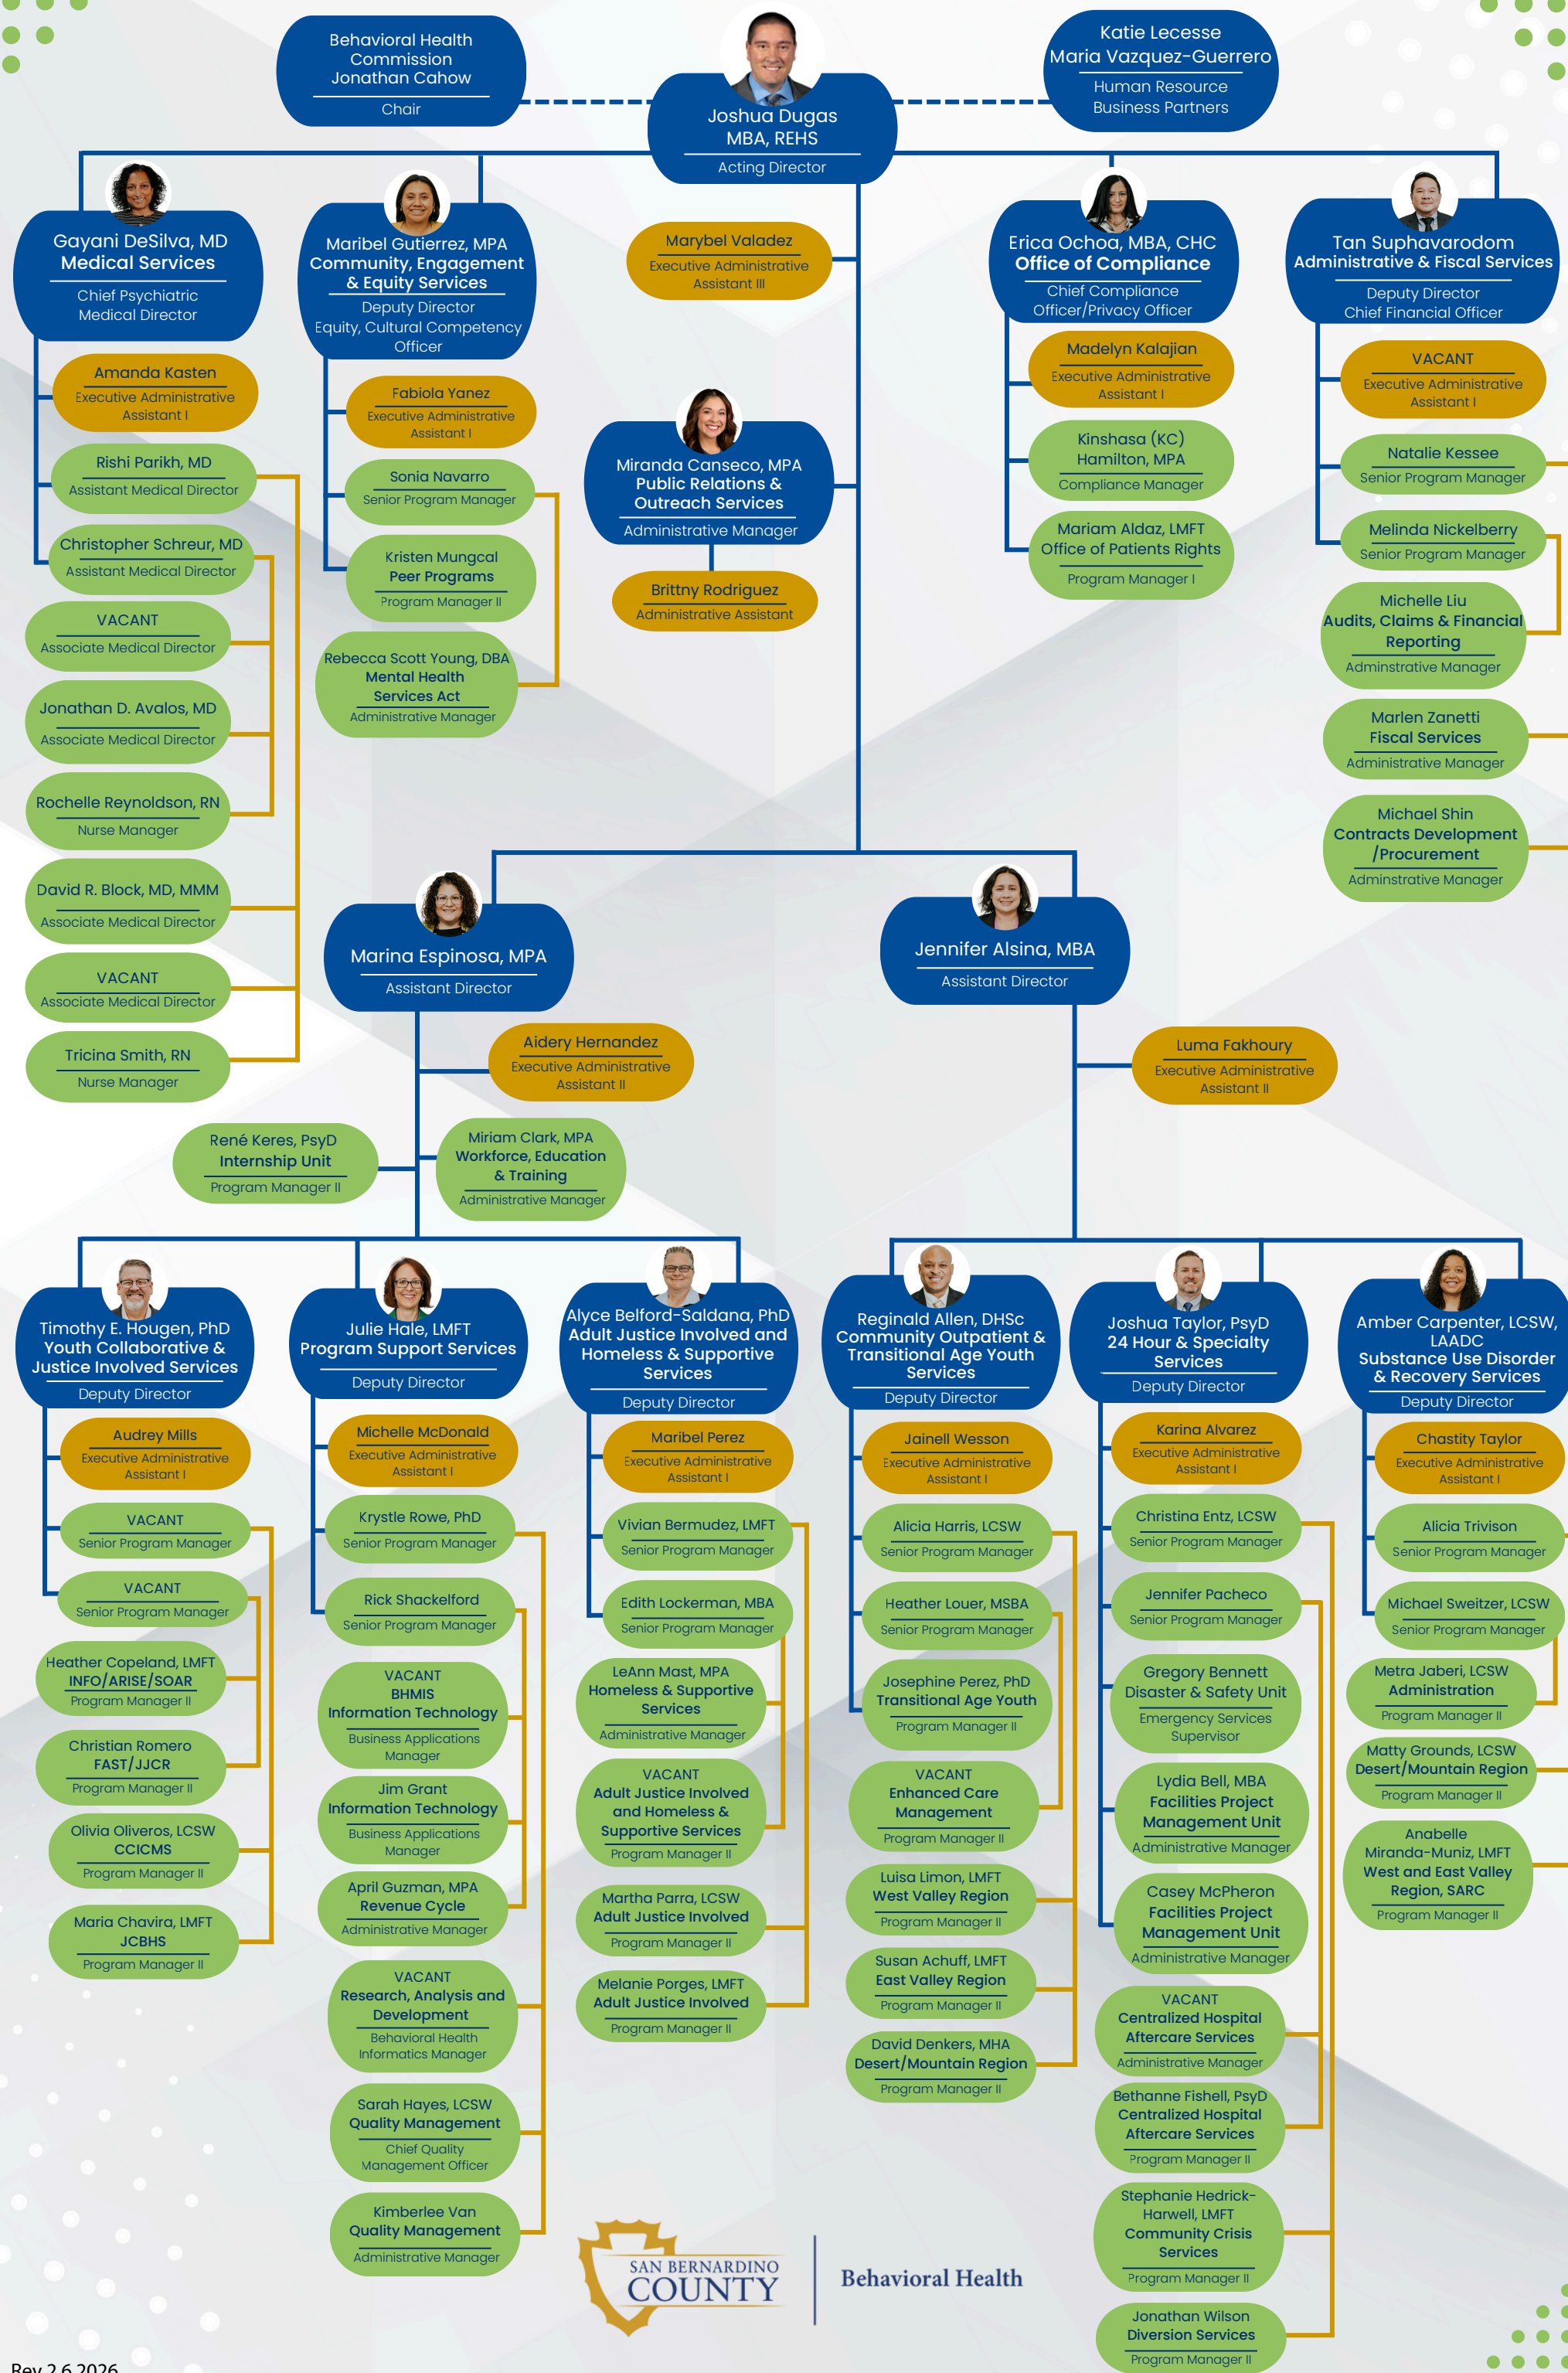 Behavioral Health
Commission
Jonathan Cahow
Chair
Joshua Dugas
MBA, REHS
Acting Director
Katie Lecesse
Maria Vazquez-Guerrero
Human Resource
Business Partners
Gayani DeSilva, MD
Medical Services
Chief Psychiatric
Medical Director
Amanda Kasten
Executive Administrative
Assistant I
Rishi Parikh, MD
Assistant Medical Director
Christopher Schreur, MD
Assistant Medical Director
VACANT
Associate Medical Director
Jonathan D. Avalos, MD
Associate Medical Director
Rochelle Reynoldson, RN
Nurse Manager
David R. Block, MD, MMM
Associate Medical Director
VACANT
Associate Medical Director
Tricina Smith, RN
Nurse Manager
Maribel Gutierrez, MPA
Community, Engagement
& Equity Services
Deputy Director
Equity, Cultural Competency
Officer
Fabiola Yanez
Executive Administrative
Assistant I
Sonia Navarro
Senior Program Manager
Kristen Mungcal
Peer Programs
Program Manager II
Rebecca Scott Young, DBA
Mental Health
Services Act
Administrative Manager
Marybel Valadez
Executive Administrative
Assistant III
Miranda Canseco, MPA
Public Relations &
Outreach Services
Administrative Manager
Brittny Rodriguez
Administrative Assistant
Erica Ochoa, MBA, CHC
Office of Compliance
Chief Compliance
Officer/Privacy Officer
Madelyn Kalajian
Executive Administrative
Assistant I
Kinshasa (KC)
Hamilton, MPA
Compliance Manager
Mariam Aldaz, LMFT
Office of Patients Rights
Program Manager I
Tan Suphavarodom
Administrative & Fiscal Services
Deputy Director
Chief Financial Officer
VACANT
Executive Administrative
Assistant I
Natalie Kessee
Senior Program Manager
Melinda Nickelberry
Senior Program Manager
Michelle Liu
Audits, Claims & Financial
Reporting
Adminstrative Manager
Marlen Zanetti
Fiscal Services
Administrative Manager
Michael Shin
Contracts Development
/Procurement
Adminstrative Manager
Marina Espinosa, MPA
Assistant Director
Aidery Hernandez
Executive Administrative
Assistant II
René Keres, PsyD
Internship Unit
Program Manager II
Miriam Clark, MPA
Workforce, Education
& Training
Administrative Manager
Jennifer Alsina, MBA
Assistant Director
Luma Fakhoury
Executive Administrative
Assistant II
Timothy E. Hougen, PhD
Youth Collaborative &
Justice Involved Services
Deputy Director
Audrey Mills
Executive Administrative
Assistant I
VACANT
Senior Program Manager
VACANT
Senior Program Manager
Heather Copeland, LMFT
INFO/ARISE/SOAR
Program Manager II
Christian Romero
FAST/JJCR
Program Manager II
Olivia Oliveros, LCSW
CCICMS
Program Manager II
Maria Chavira, LMFT
JCBHS
Program Manager II
Julie Hale, LMFT
Program Support Services
Deputy Director
Michelle McDonald
Executive Administrative
Assistant I
Krystle Rowe, PhD
Senior Program Manager
Rick Shackelford
Senior Program Manager
VACANT
BHMIS
Information Technology
Business Applications
Manager
Jim Grant
Information Technology
Business Applications
Manager
April Guzman, MPA
Revenue Cycle
Administrative Manager
VACANT
Research, Analysis and
Development
Behavioral Health
Informatics Manager
Sarah Hayes, LCSW
Quality Management
Chief Quality
Management Officer
Kimberlee Van
Quality Management
Administrative Manager
Alyce Belford-Saldana, PhD
Adult Justice Involved and
Homeless & Supportive
Services
Deputy Director
Maribel Perez
Executive Administrative
Assistant I
Vivian Bermudez, LMFT
Senior Program Manager
Edith Lockerman, MBA
Senior Program Manager
LeAnn Mast, MPA
Homeless & Supportive
Services
Administrative Manager
VACANT
Adult Justice Involved
and Homeless &
Supportive Services
Program Manager II
Martha Parra, LCSW
Adult Justice Involved
Program Manager II
Melanie Porges, LMFT
Adult Justice Involved
Program Manager II
Reginald Allen, DHSc
Community Outpatient &
Transitional Age Youth
Services
Deputy Director
Jainell Wesson
Executive Administrative
Assistant I
Alicia Harris, LCSW
Senior Program Manager
Heather Louer, MSBA
Senior Program Manager
Josephine Perez, PhD
Transitional Age Youth
Program Manager II
VACANT
Enhanced Care
Management
Program Manager II
Luisa Limon, LMFT
West Valley Region
Program Manager II
Susan Achuff, LMFT
East Valley Region
Program Manager II
David Denkers, MHA
Desert/Mountain Region
Program Manager II
Joshua Taylor, PsyD
24 Hour & Specialty
Services
Deputy Director
Karina Alvarez
Executive Administrative
Assistant I
Christina Entz, LCSW
Senior Program Manager
Jennifer Pacheco
Senior Program Manager
Gregory Bennett
Disaster & Safety Unit
Emergency Services
Supervisor
Lydia Bell, MBA
Facilities Project
Management Unit
Administrative Manager
Casey McPheron
Facilities Project
Management Unit
Administrative Manager
VACANT
Centralized Hospital
Aftercare Services
Administrative Manager
Bethanne Fishell, PsyD
Centralized Hospital
Aftercare Services
Program Manager II
Stephanie Hedrick-
Harwell, LMFT
Community Crisis
Services
Program Manager II
Jonathan Wilson
Diversion Services
Program Manager II
Amber Carpenter, LCSW,
LAADC
Substance Use Disorder
& Recovery Services
Deputy Director
Chastity Taylor
Executive Administrative
Assistant I
Alicia Trivison
Senior Program Manager
Michael Sweitzer, LCSW
Senior Program Manager
Metra Jaberi, LCSW
Administration
Program Manager II
Matty Grounds, LCSW
Desert/Mountain Region
Program Manager II
Anabelle
Miranda-Muniz, LMFT
West and East Valley
Region, SARC
Program Manager II
SAN BERNARDINO
COUNTY
Behavioral Health
Rev 2.6.2026